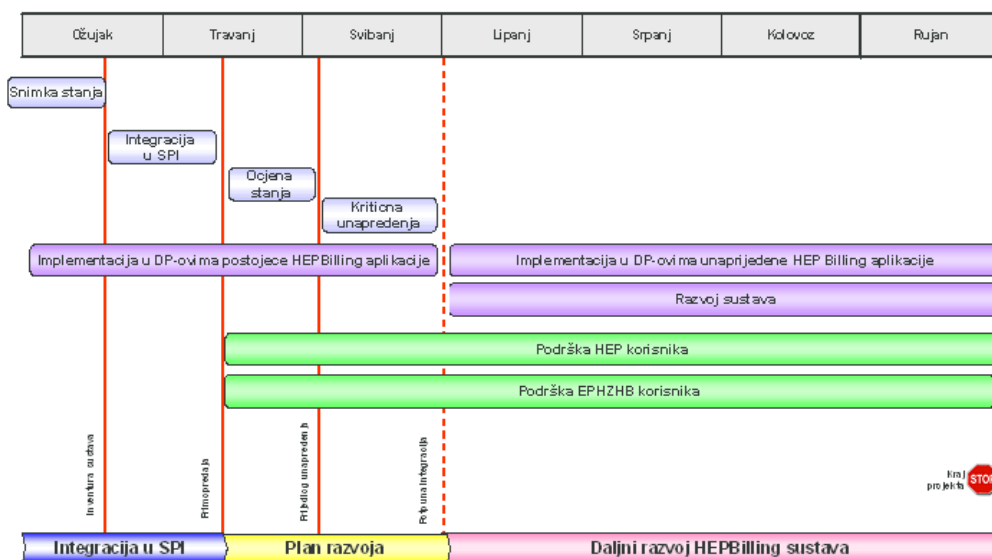 Ožujak
Travanj
Svibanj
Lipanj
Srpanj
Kolovoz
Rujan
Snimka stanja
Integracija
u SPI
Ocjena
stanja
Kriticna
unapredenja
Implementacija u DP-ovima postojece HEPBilling aplikacije
Implementacija u DP-ovima unaprijedene HEP Billing aplikacije
Razvoj sustava
Podrška HEP korisnika
Podrška EPHZHB korisnika
Inventura sustava
Primopredaja
Prijedlog unapredenja
Potpuna integracija
Kraj
projekta
STOP
Integracija u SPI
Plan razvoja
Daljni razvoj HEPBilling sustava